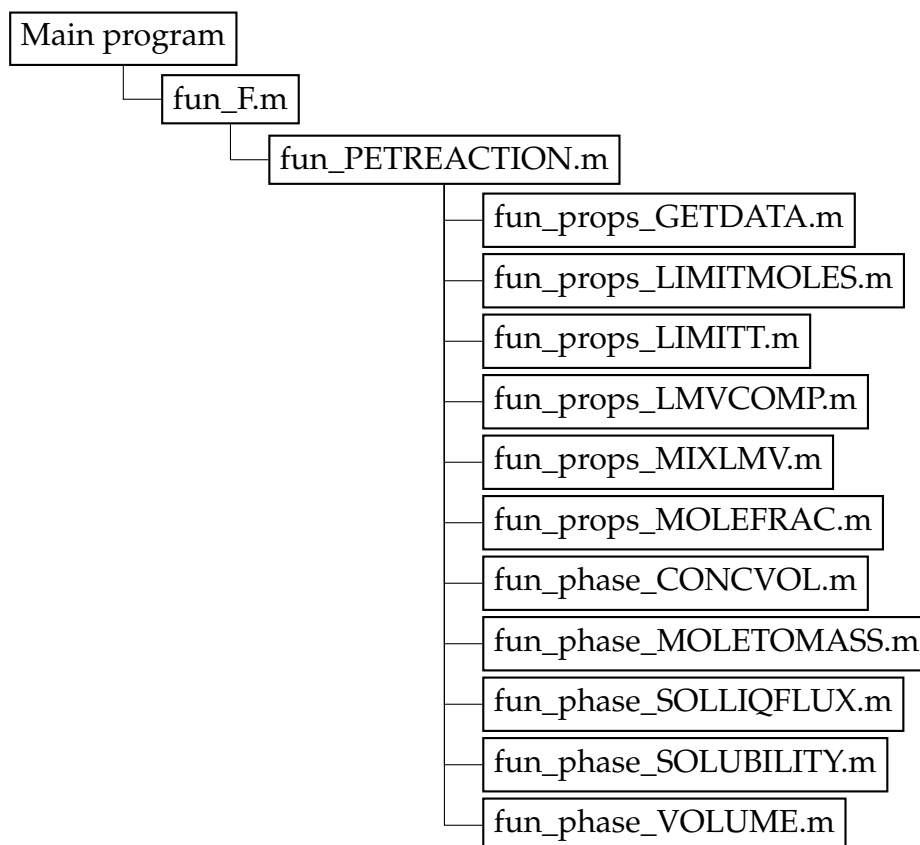 Main program
fun_F.m
fun_PETREACTION.m
fun_props_GETDATA.m
fun_props_LIMITMOLES.m
fun_props_LIMITT.m
fun_props_LMVCOMP.m
fun_props_MIXLMV.m
fun_props_MOLEFRAC.m
fun_phase_CONCVOL.m
fun_phase_MOLETOMASS.m
fun_phase_SOLLIQFLUX.m
fun_phase_SOLUBILITY.m
fun_phase_VOLUME.m